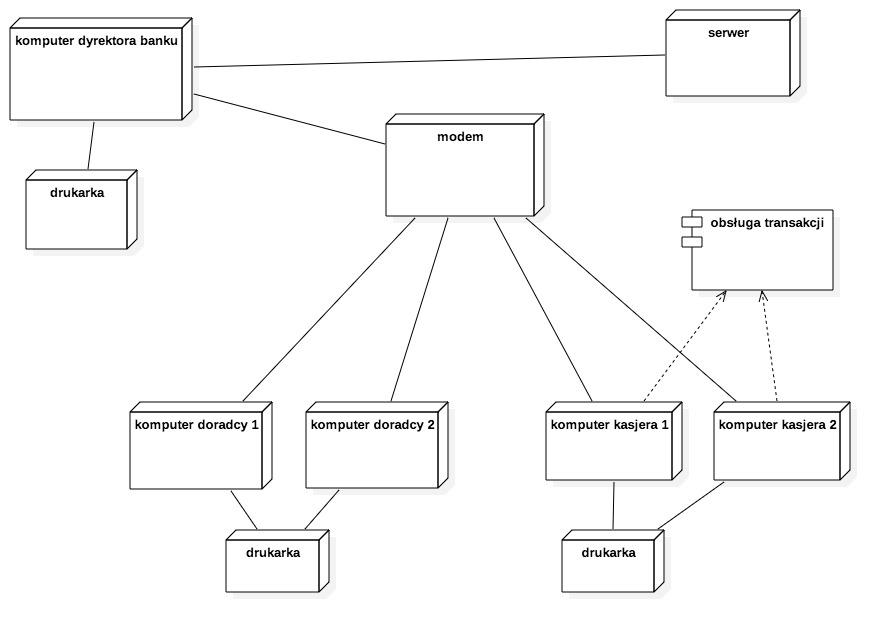 komputer dyrektora banku
serwer
modem
drukarka
obsługa transakcji
komputer doradcy 1
komputer doradcy 2
komputer kasjera 1
komputer kasjera 2
drukarka
drukarka